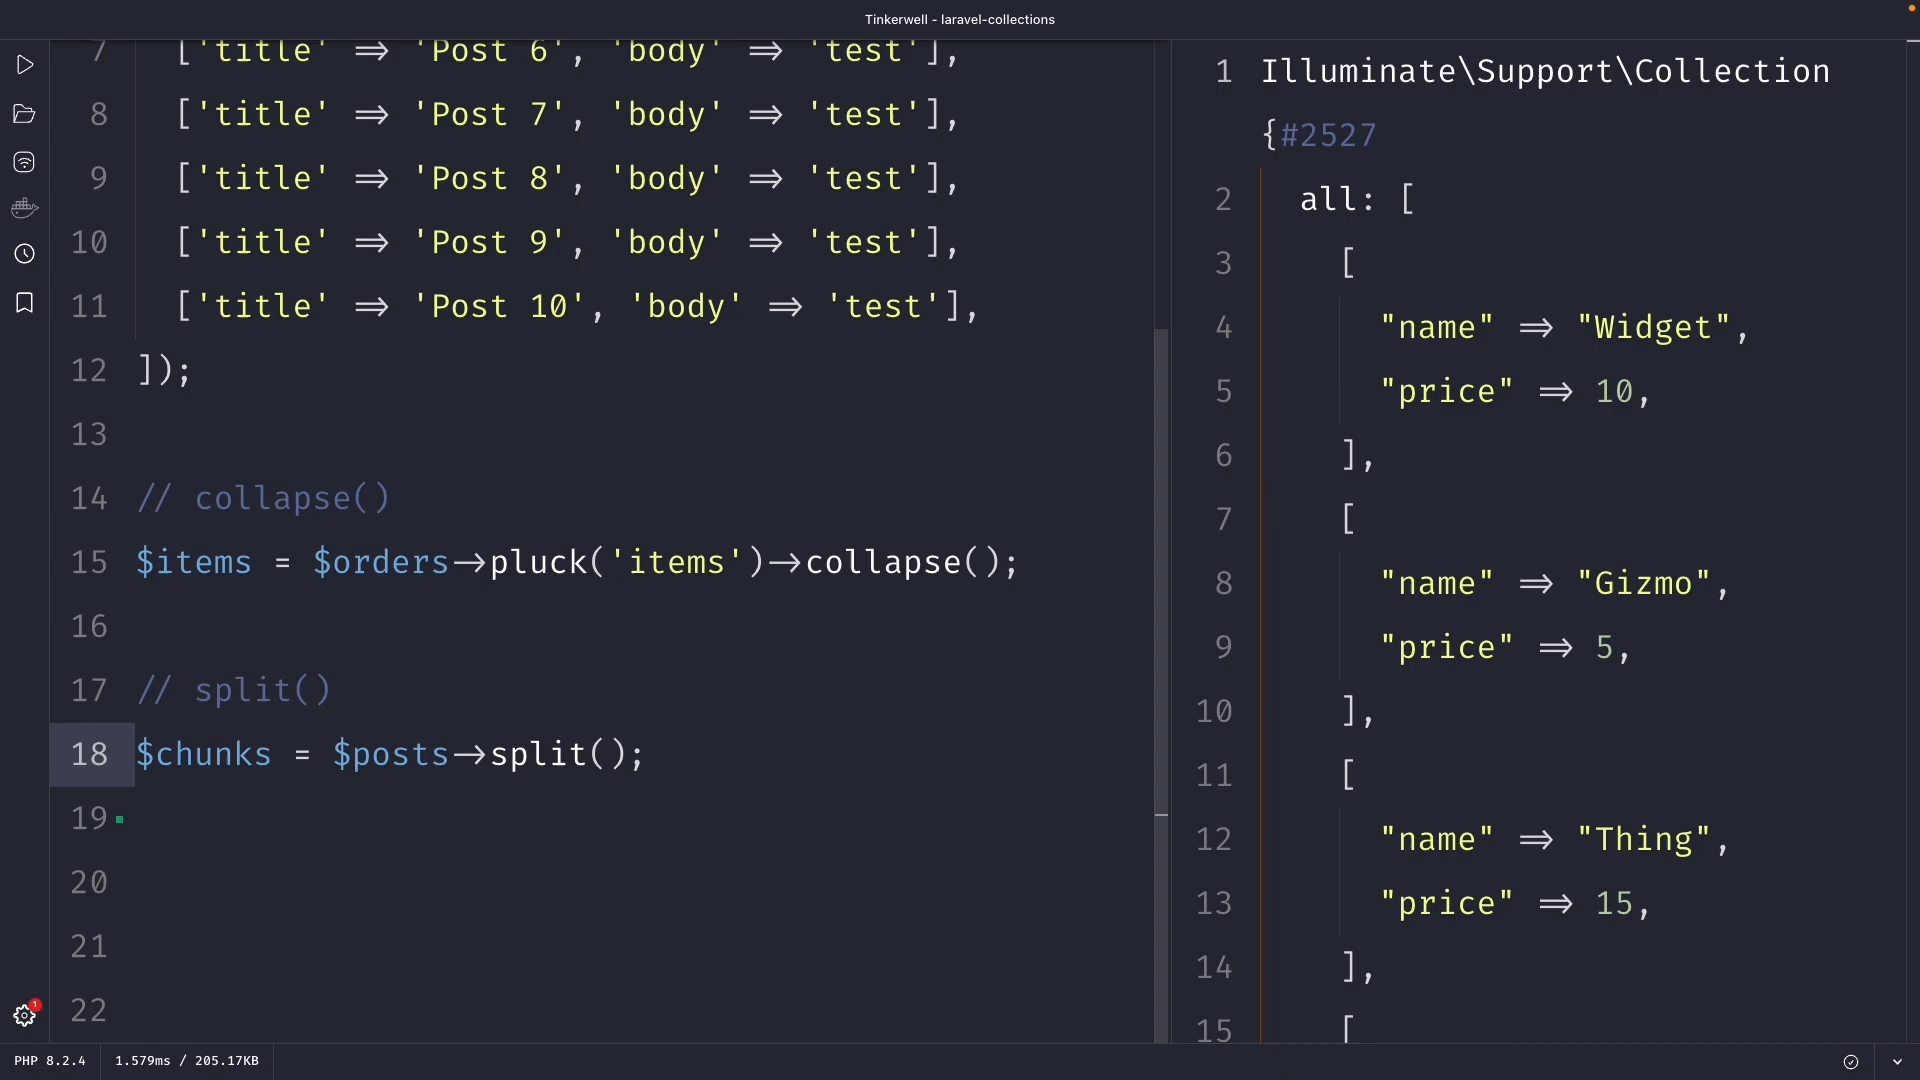 Tinkerwell - laravel-collections
7 ['title' => 'Post 6', 'body' => 'test'],
8 ['title' => 'Post 7', 'body' => 'test'],
9 ['title' => 'Post 8', 'body' => 'test'],
10 ['title' => 'Post 9', 'body' => 'test'],
11 ['title' => 'Post 10', 'body' => 'test'],
12 ]);
13
14 // collapse()
15 $items = $orders->pluck('items')->collapse();
16
17 // split()
18 $chunks = $posts->split();
19
20
21
22
1 Illuminate\Support\Collection
{#2527
2 all: [
3 [
4 "name" => "Widget",
5 "price" => 10,
6 ],
7 [
8 "name" => "Gizmo",
9 "price" => 5,
10 ],
11 [
12 "name" => "Thing",
13 "price" => 15,
14 ],
15 [
1
PHP 8.2.4
1.579ms / 205.17KB